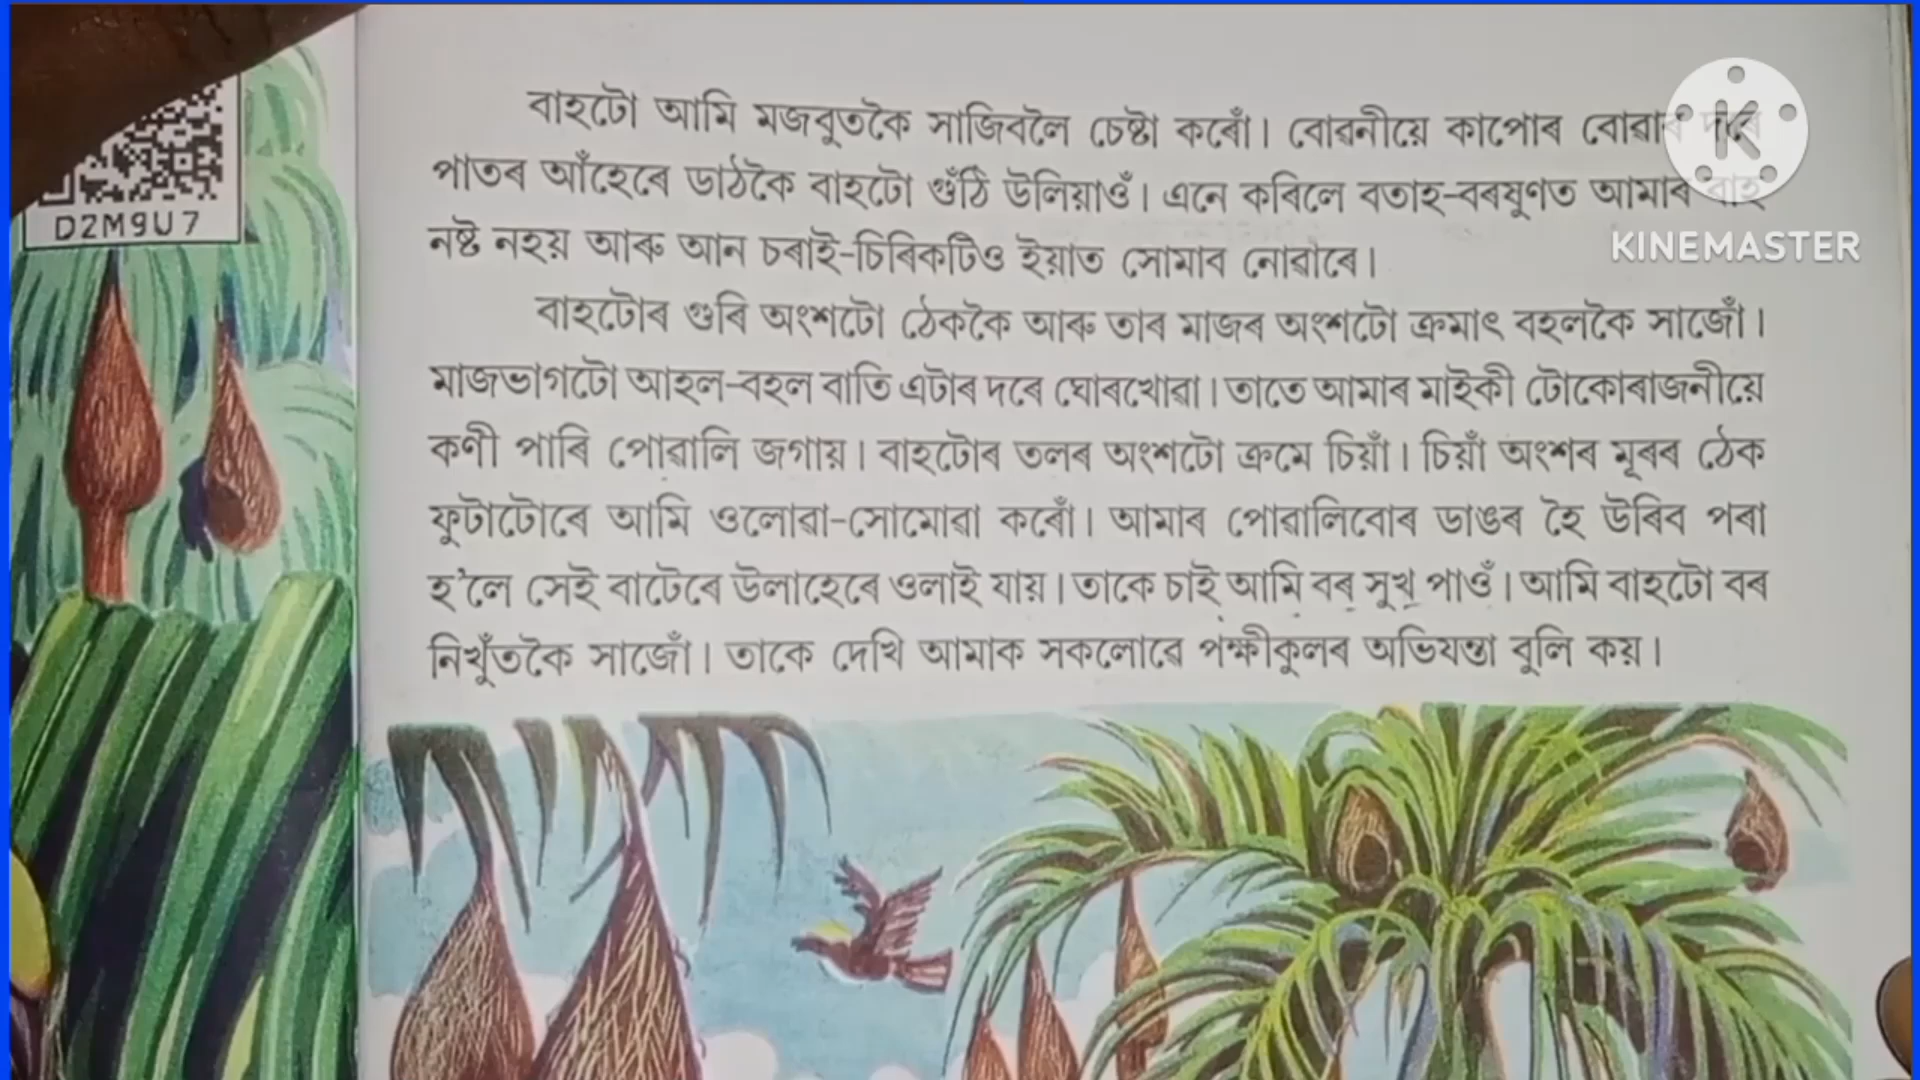 বাহটো আমি মজবুতকৈ সাজিবলৈ চেষ্টা কৰোঁ। বোৱনীয়ে কাপোৰ বোৱাৰ দৰে
পাতৰ আঁহেৰে ডাঠকৈ বাহটো গুঁঠি উলিয়াওঁ। এনে কৰিলে বতাহ-বৰষুণত আমাৰ বাহ
নষ্ট নহয় আৰু আন চৰাই-চিৰিকটিও ইয়াত সোমাব নোৱাৰে।
বাহটোৰ গুৰি অংশটো ঠেককৈ আৰু তাৰ মাজৰ অংশটো ক্ৰমাৎ বহলকৈ সাজোঁ।
মাজভাগটো আহল-বহল বাতি এটাৰ দৰে ঘোৰখোৱা। তাতে আমাৰ মাইকী টোকোৰাজনীয়ে
কণী পাৰি পোৱালি জগায়। বাহটোৰ তলৰ অংশটো ক্ৰমে চিয়াঁ। চিয়াঁ অংশৰ মূৰৰ ঠেক
ফুটাটোৰে আমি ওলোৱা-সোমোৱা কৰোঁ। আমাৰ পোৱালিবোৰ ডাঙৰ হৈ উৰিব পৰা
হ'লে সেই বাটেৰে উলাহেৰে ওলাই যায়। তাকে চাই আমি বৰ সুখ পাওঁ। আমি বাহটো বৰ
নিখুঁতকৈ সাজোঁ। তাকে দেখি আমাক সকলোৱে পক্ষীকুলৰ অভিযন্তা বুলি কয়।
D2M9U7
KINEMASTER